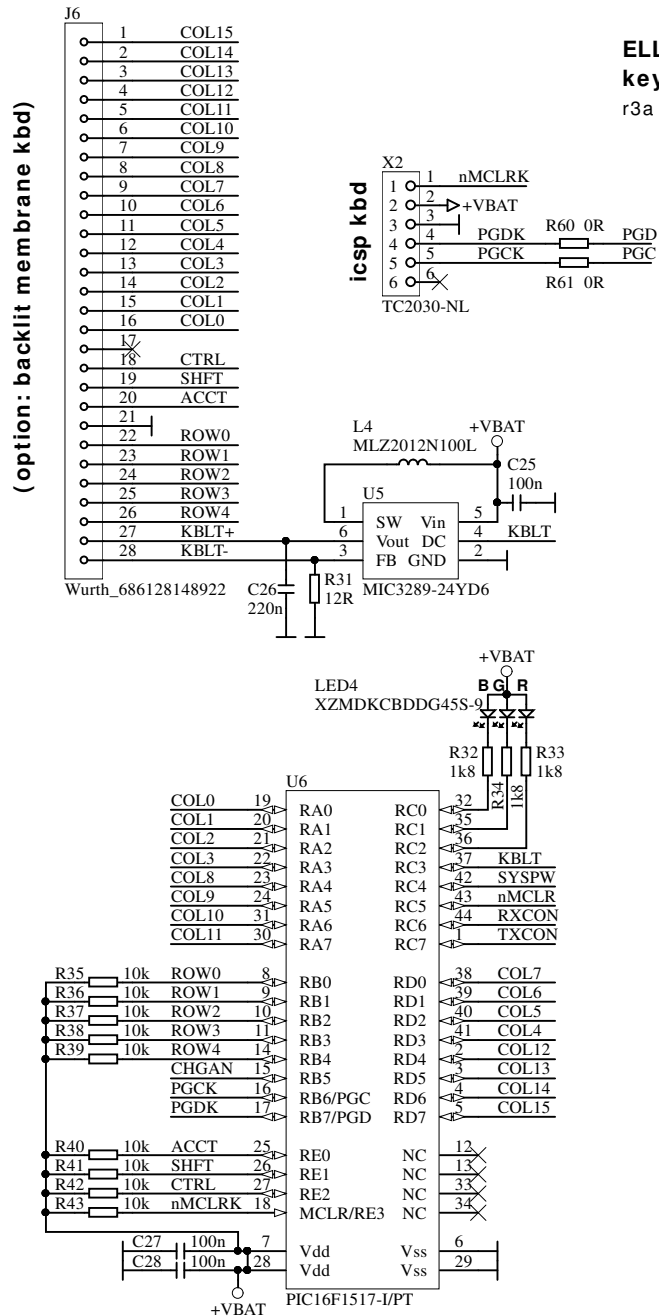 J6
1 COL15
2 COL14
3 COL13
4 COL12
5 COL11
6 COL10
7 COL9
8 COL8
9 COL7
10 COL6
11 COL5
12 COL4
13 COL3
14 COL2
15 COL1
16 COL0
17
18 CTRL
19 SHFT
20 ACCT
21
22 ROW0
23 ROW1
24 ROW2
25 ROW3
26 ROW4
27 KBLT+
28 KBLT-
Wurth_686128148922
(option: backlit membrane kbd)
ELL
key
r3a
icsp kbd
X2
1 1 nMCLRK
2 2 +VBAT
3 3
4 4 PGDK R60 0R PGD
5 5 PGCK R61 0R PGC
6 6
TC2030-NL
L4
MLZ2012N100L
+VBAT
C25
100n
U5
1 SW Vin 5
6 Vout DC 4 KBLT
3 FB GND 2
MIC3289-24YD6
C26
220n
R31
12R
+VBAT
LED4
XZMDKCBDDG45S-9
B G R
R32
1k8
R34
1k8
R33
1k8
U6
COL0 19 RA0 RC0 32
COL1 20 RA1 RC1 35
COL2 21 RA2 RC2 36
COL3 22 RA3 RC3 37 KBLT
COL8 23 RA4 RC4 42 SYSPW
COL9 24 RA5 RC5 43 nMCLR
COL10 31 RA6 RC6 44 RXCON
COL11 30 RA7 RC7 1 TXCON
R35 10k ROW0 8 RB0 RD0 38 COL7
R36 10k ROW1 9 RB1 RD1 39 COL6
R37 10k ROW2 10 RB2 RD2 40 COL5
R38 10k ROW3 11 RB3 RD3 41 COL4
R39 10k ROW4 14 RB4 RD4 2 COL12
CHGAN 15 RB5 RD5 3 COL13
PGCK 16 RB6/PGC RD6 4 COL14
PGDK 17 RB7/PGD RD7 5 COL15
R40 10k ACCT 25 RE0 NC 12
R41 10k SHFT 26 RE1 NC 13
R42 10k CTRL 27 RE2 NC 33
R43 10k nMCLRK 18 MCLR/RE3 NC 34
C27 100n 7 Vdd Vss 6
C28 100n 28 Vdd Vss 29
+VBAT
PIC16F1517-I/PT